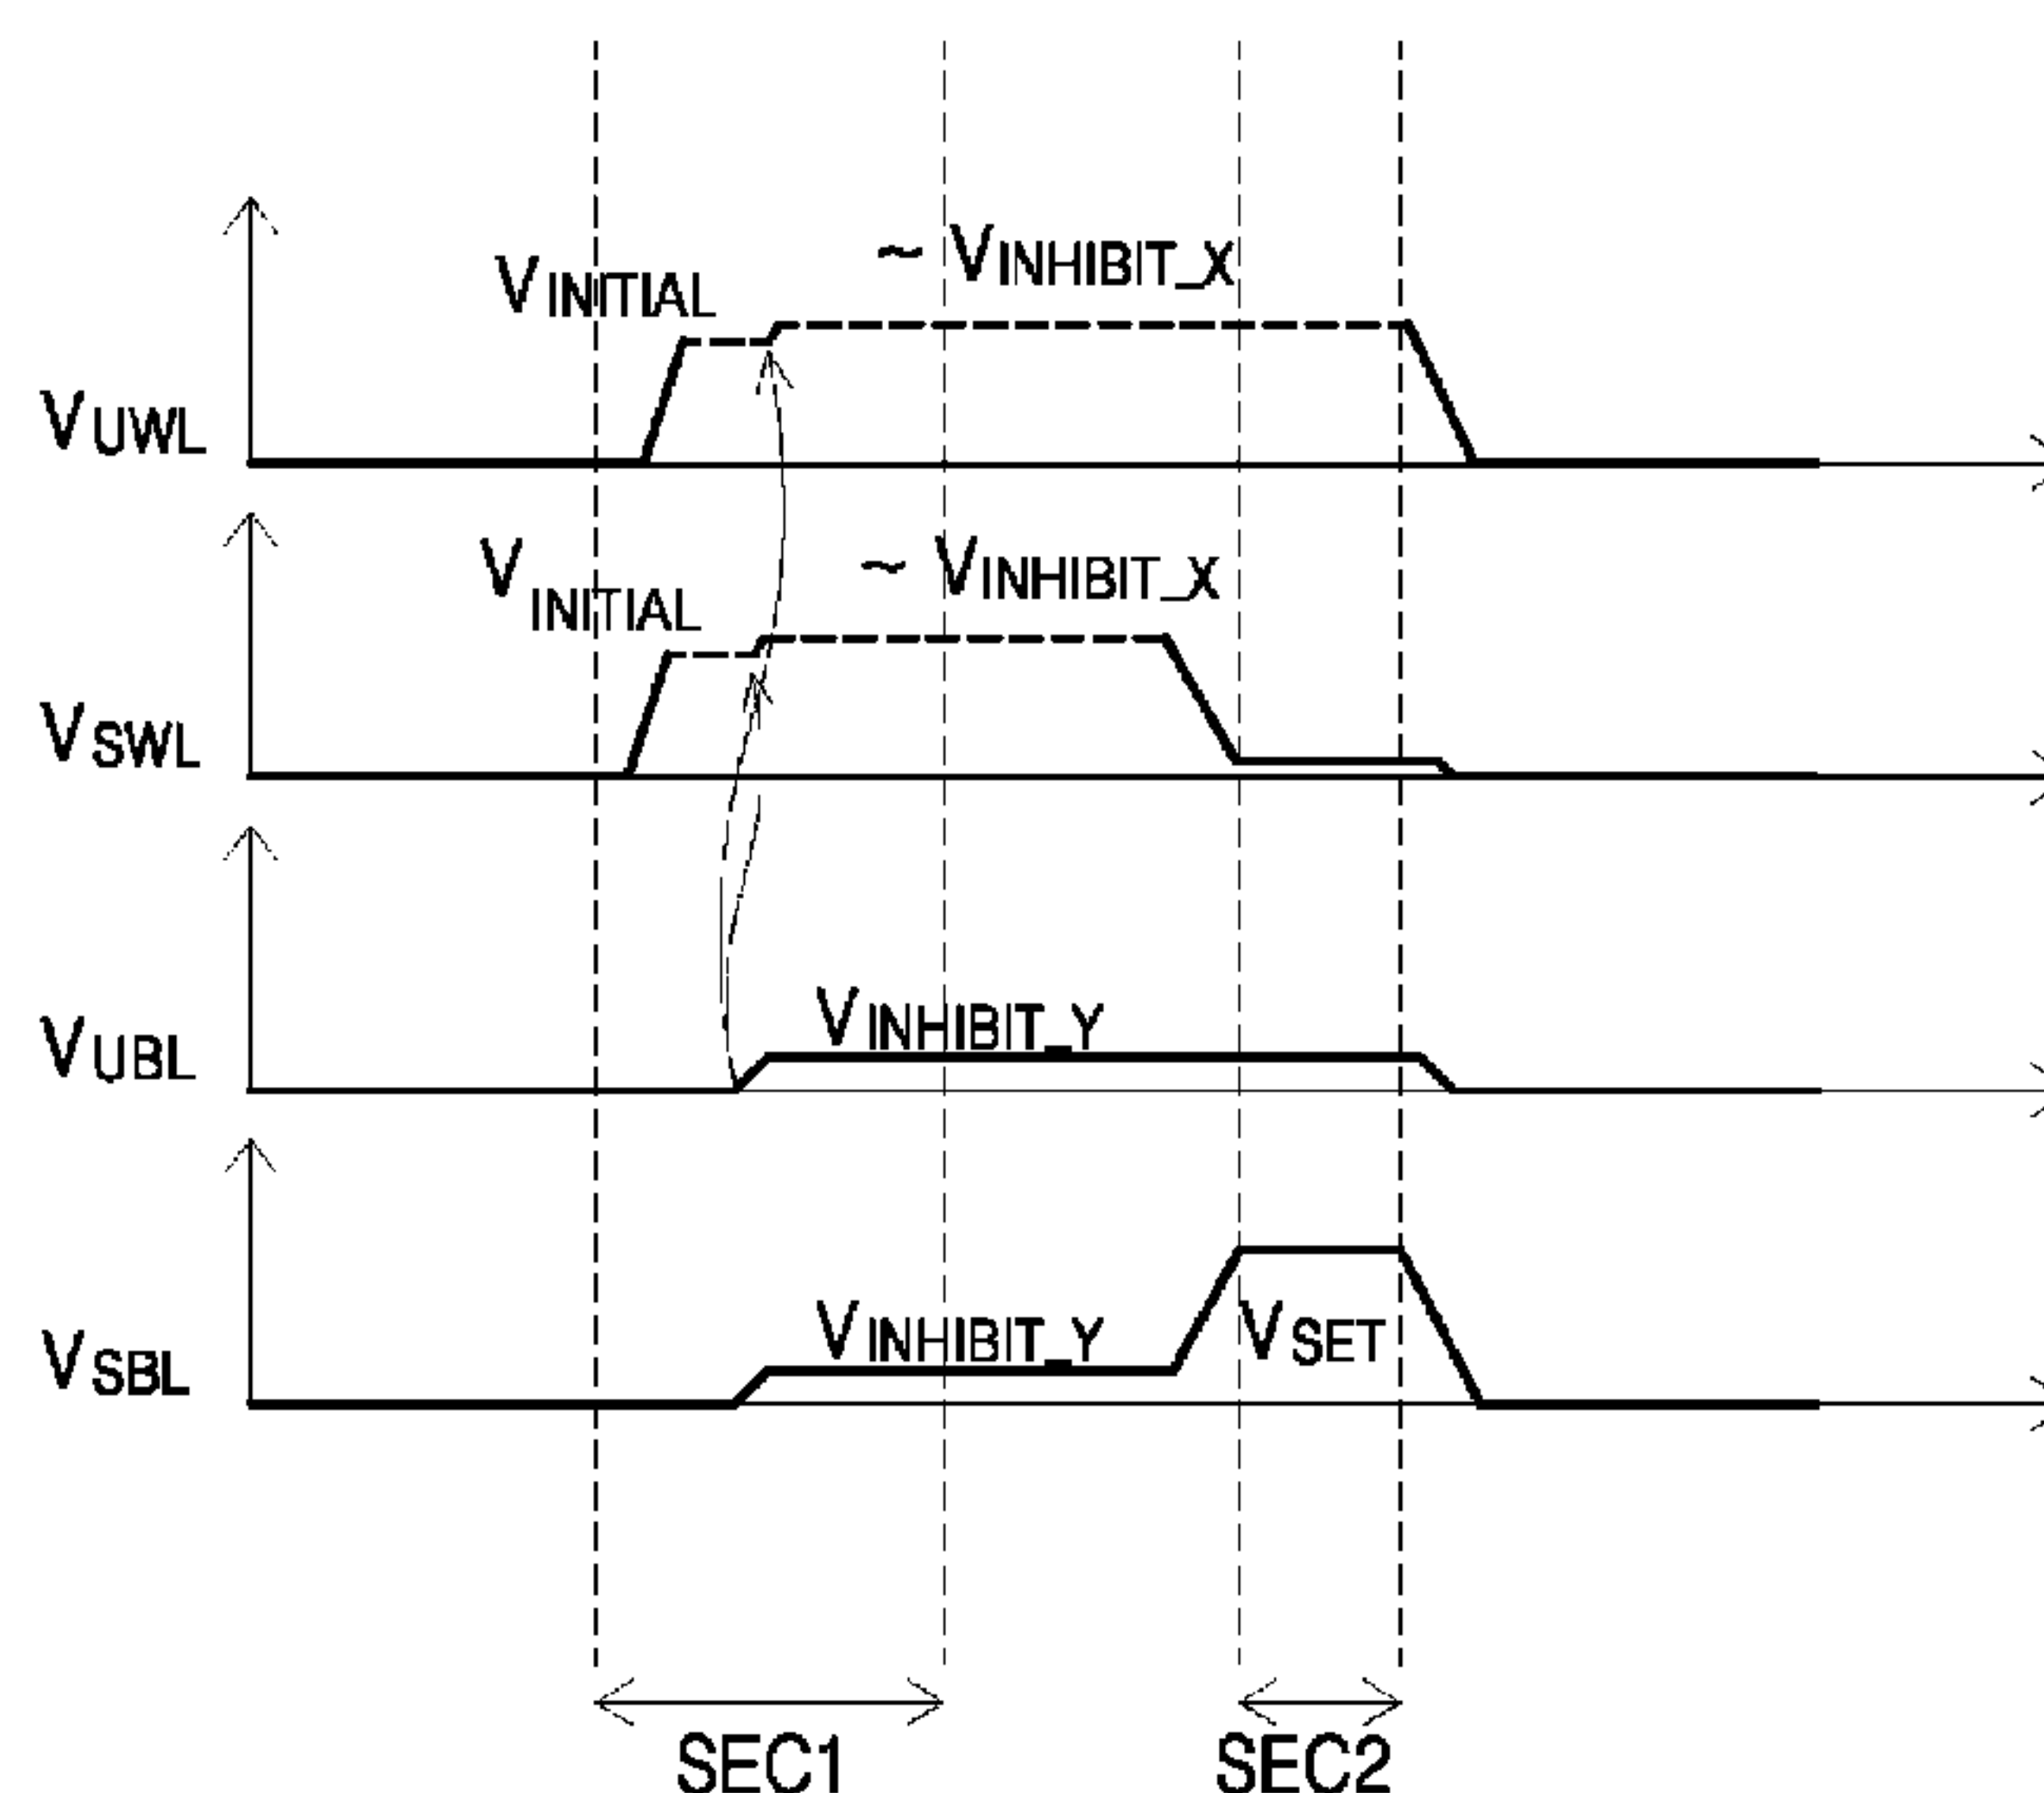 ~ VINHIBIT_X
VINITIAL
VUWL
~ VINHIBIT_X
VINITIAL
VSWL
VINHIBIT_Y
VUBL
VINHIBIT_Y
VSET
VSBL
SEC1
SEC2